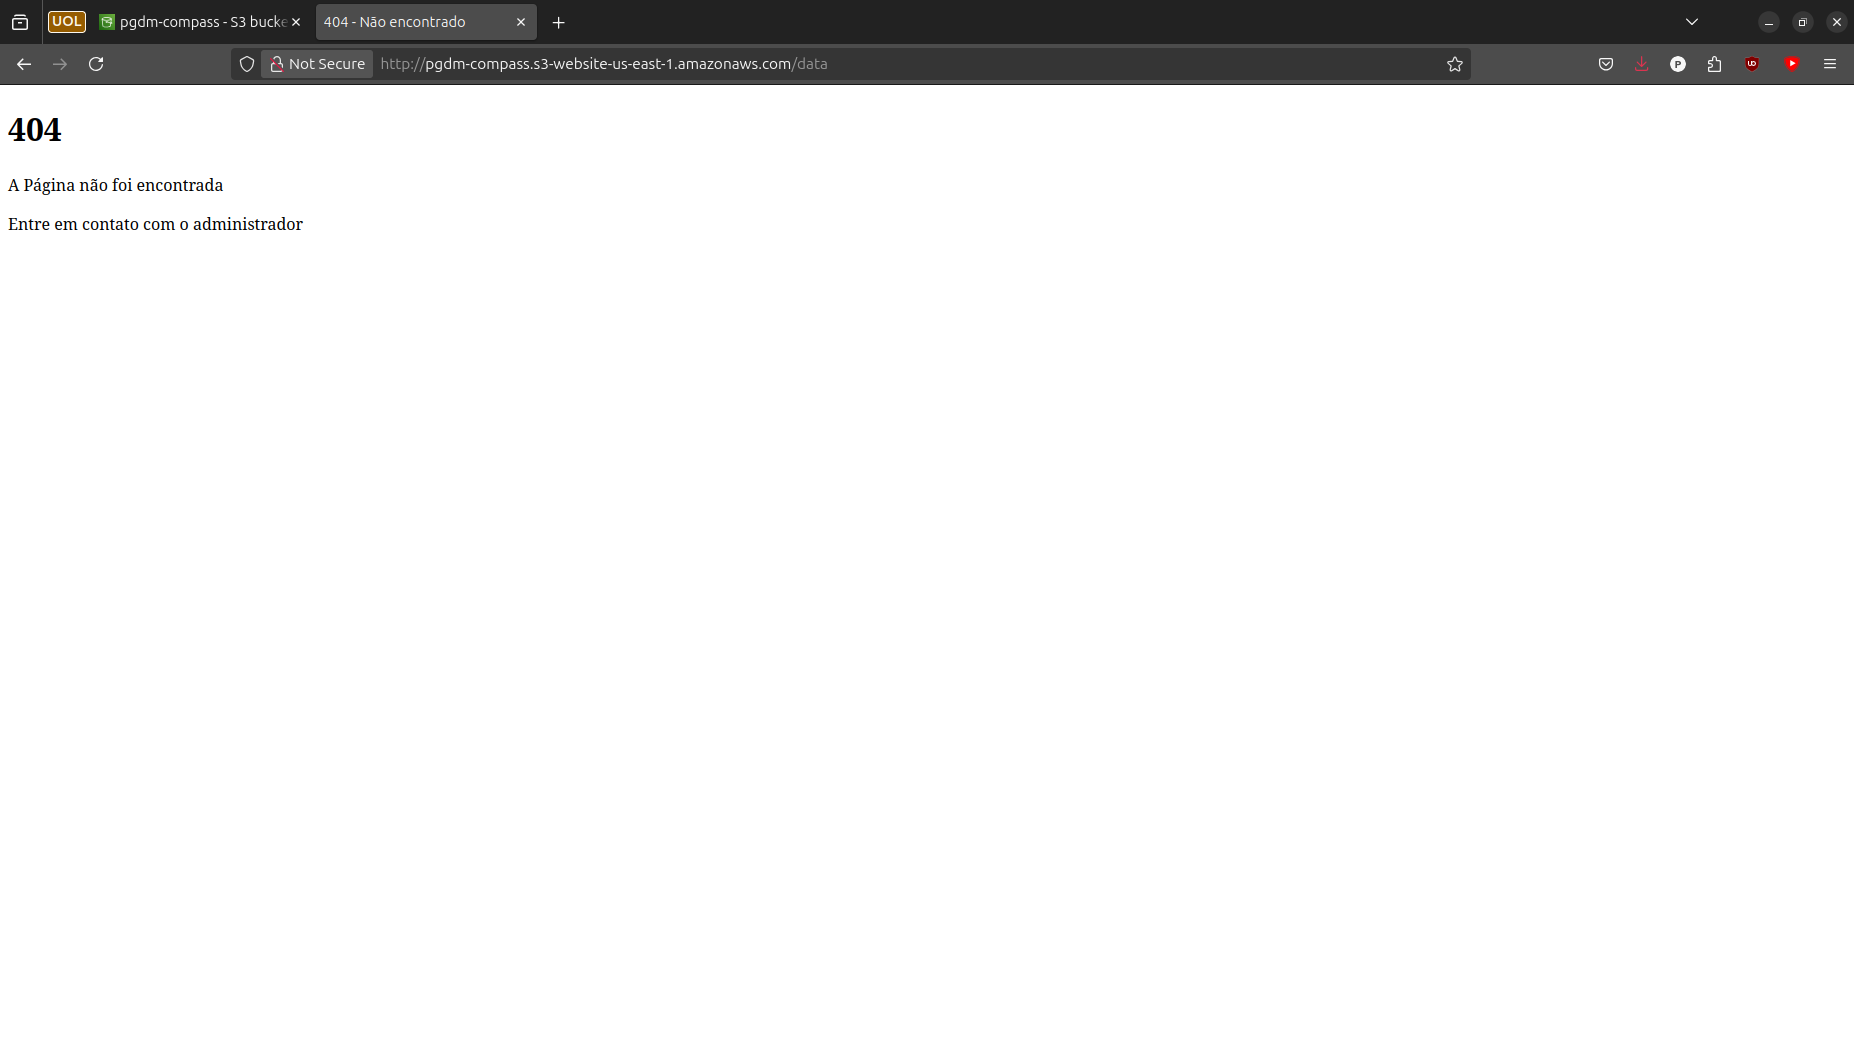 UOL
pgdm-compass - S3 bucke
404 - Não encontrado
Not Secure
http://pgdm-compass.s3-website-us-east-1.amazonaws.com/data
P
UO
404
A Página não foi encontrada
Entre em contato com o administrador